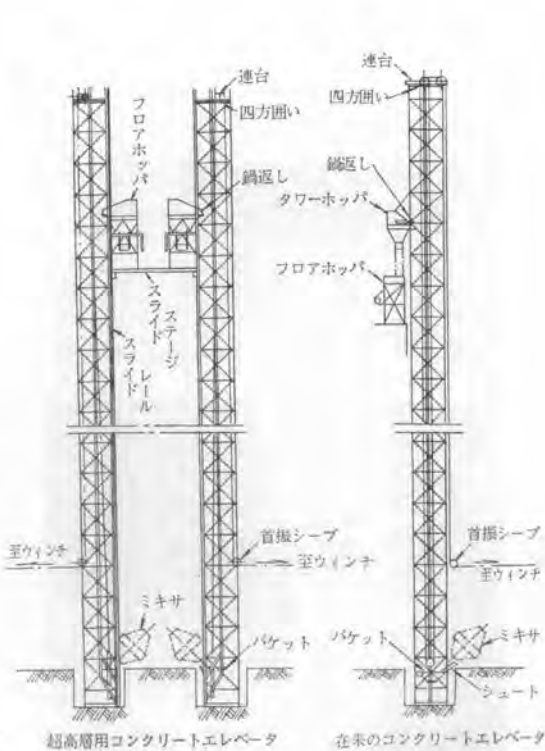 連台
四方囲い
フロアホッパ
鍋返し
スライドステージ
スライドレール
首振シーブ
至ウィンチ
至ウィンチ
ミキサ
バケット
超高層用コンクリートエレベータ
連台
四方囲い
鍋返し
タワーホッパ
フロアホッパ
首振シーブ
至ウィンチ
バケット
ミキサ
シュート
在来のコンクリートエレベータ